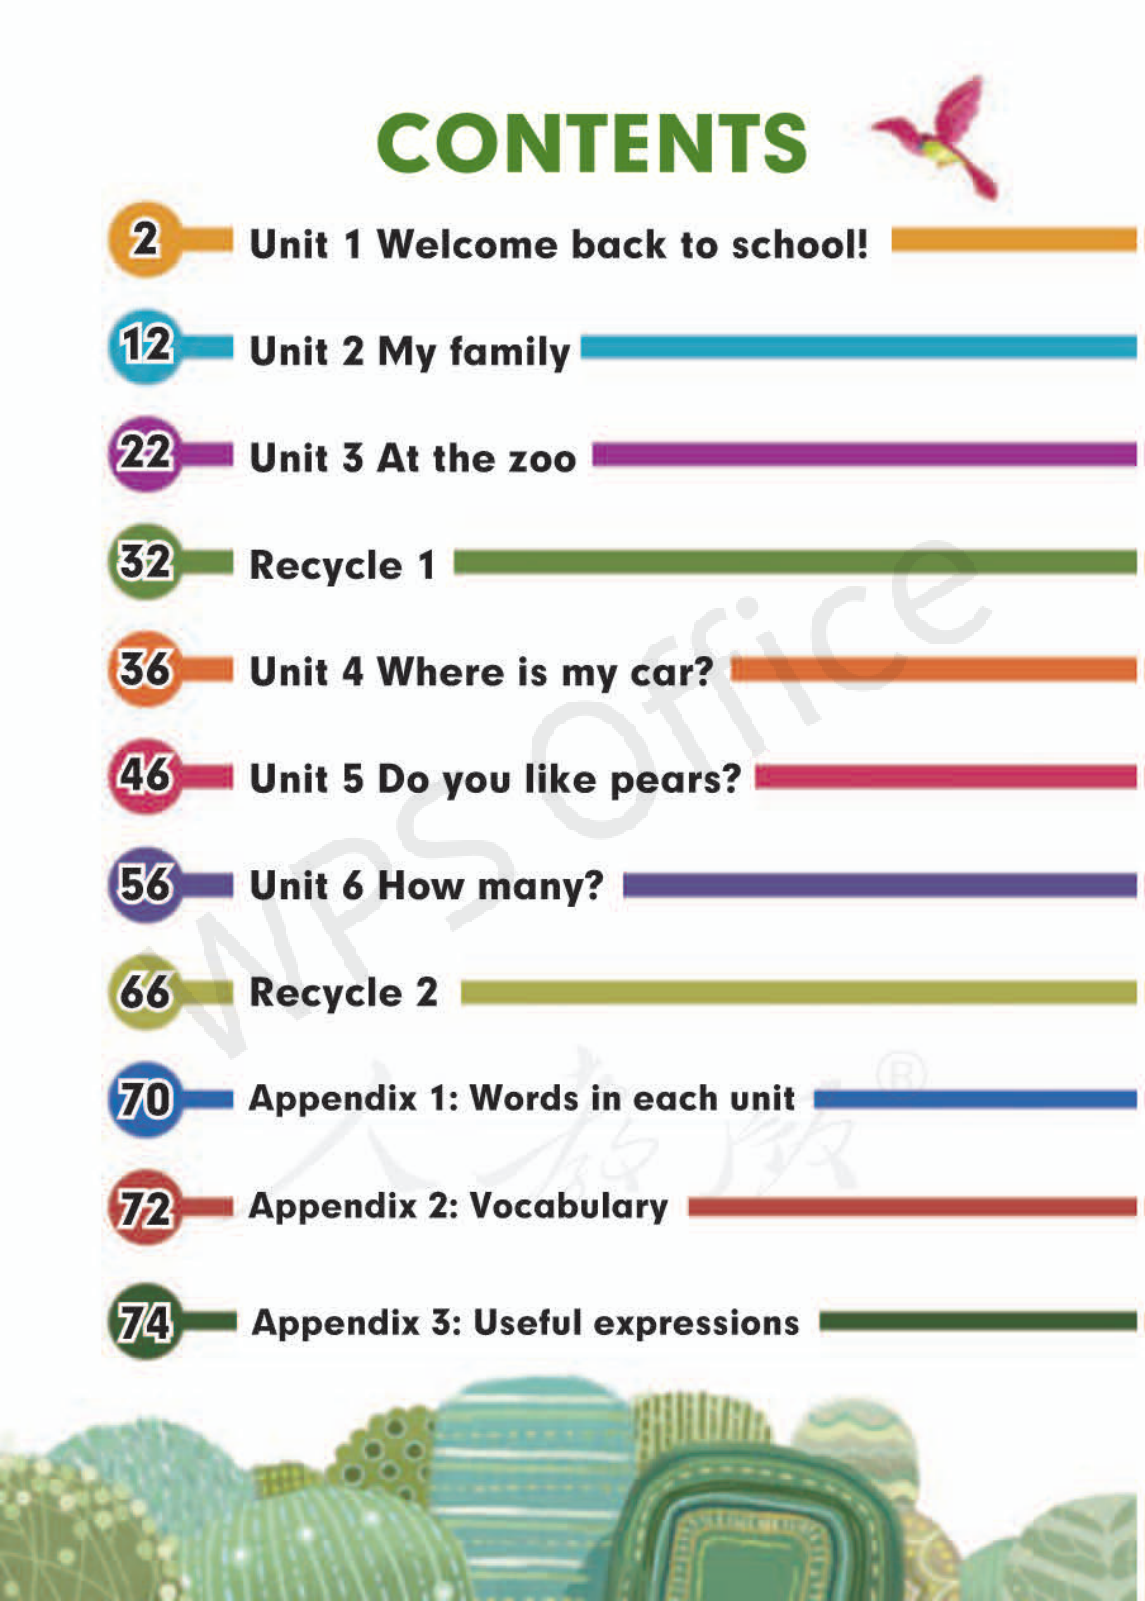 CONTENTS
2 Unit 1 Welcome back to school!
12 Unit 2 My family
22 Unit 3 At the zoo
32 Recycle 1
36 Unit 4 Where is my car?
46 Unit 5 Do you like pears?
56 Unit 6 How many?
66 Recycle 2
70 Appendix 1: Words in each unit
72 Appendix 2: Vocabulary
74 Appendix 3: Useful expressions
WPS Office
人教版®